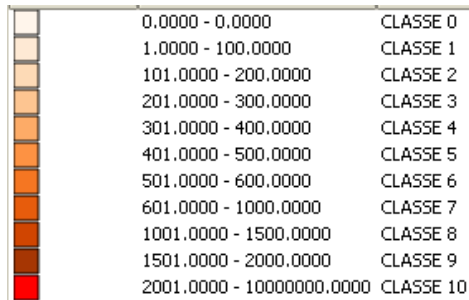 0.0000 - 0.0000 CLASSE 0
1.0000 - 100.0000 CLASSE 1
101.0000 - 200.0000 CLASSE 2
201.0000 - 300.0000 CLASSE 3
301.0000 - 400.0000 CLASSE 4
401.0000 - 500.0000 CLASSE 5
501.0000 - 600.0000 CLASSE 6
601.0000 - 1000.0000 CLASSE 7
1001.0000 - 1500.0000 CLASSE 8
1501.0000 - 2000.0000 CLASSE 9
2001.0000 - 10000000.0000 CLASSE 10